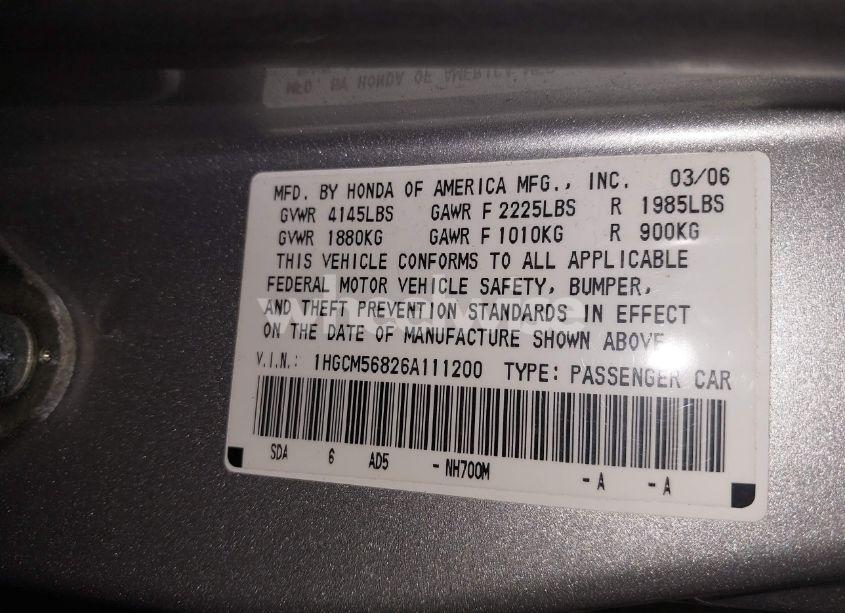 MFD. BY HONDA OF AMERICA MFG., INC. 03/06
GVWR 4145LBS GAWR F 2225LBS R 1985LBS
GVWR 1880KG GAWR F 1010KG R 900KG
THIS VEHICLE CONFORMS TO ALL APPLICABLE
FEDERAL MOTOR VEHICLE SAFETY, BUMPER,
AND THEFT PREVENTION STANDARDS IN EFFECT
ON THE DATE OF MANUFACTURE SHOWN ABOVE
V.I.N.: 1HGCM56826A111200 TYPE: PASSENGER CAR
SDA 6 AD5 -NH700M -A -A